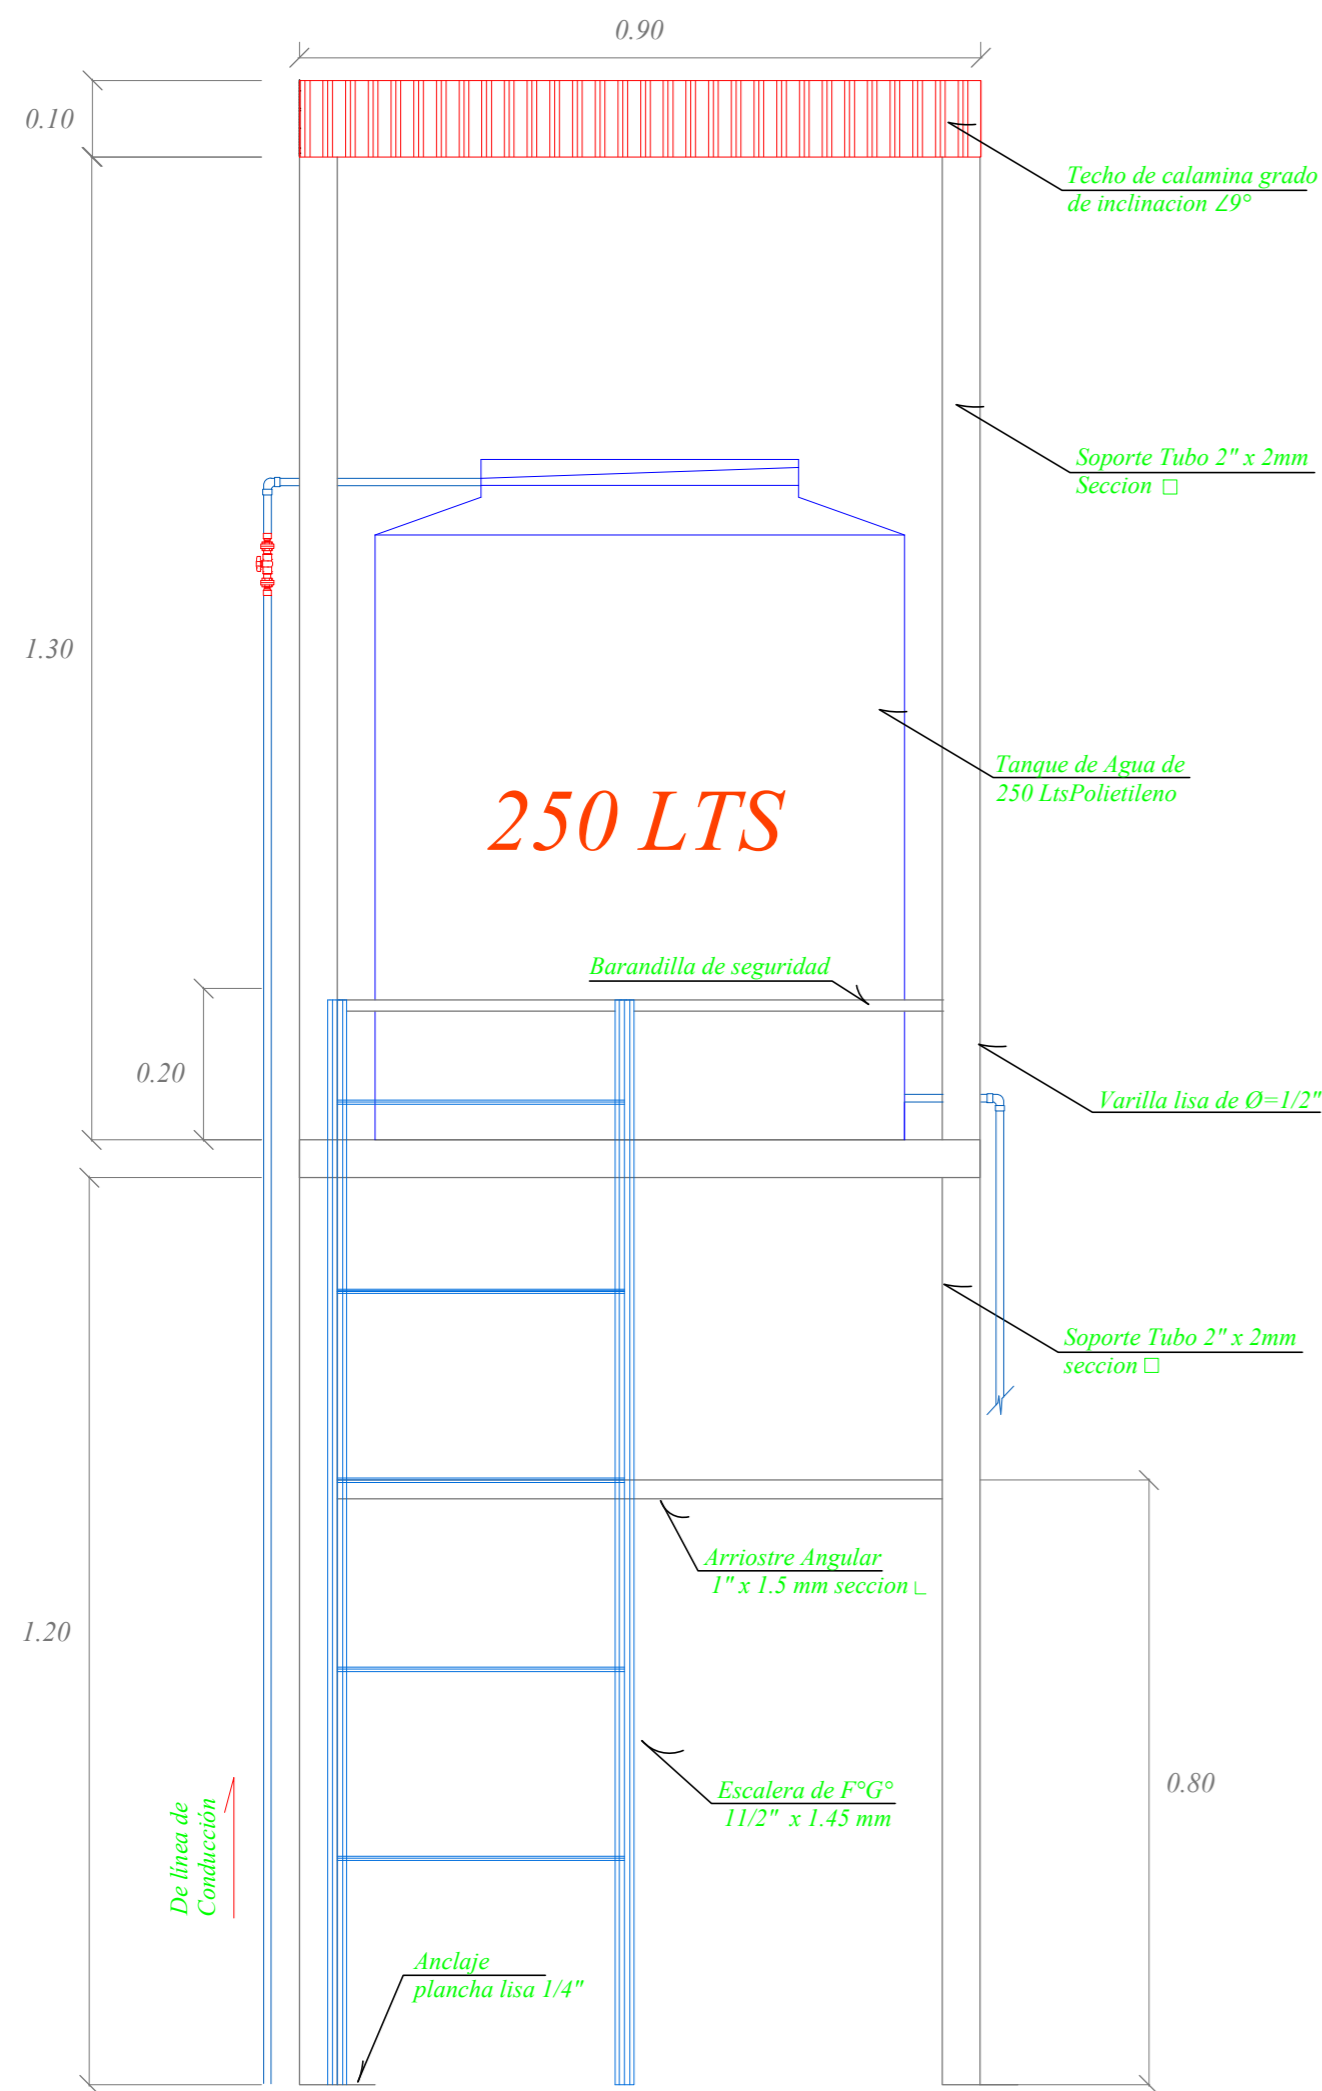 0.90
0.10
Techo de calamina grado
de inclinacion ∠9°
Soporte Tubo 2" x 2mm
Seccion □
1.30
Tanque de Agua de
250 LtsPolietileno
250 LTS
Barandilla de seguridad
0.20
Varilla lisa de Ø=1/2"
Soporte Tubo 2" x 2mm
seccion □
Arriostre Angular
1" x 1.5 mm seccion ∟
1.20
Escalera de F°G°
11/2" x 1.45 mm
0.80
De línea de
Conducción
Anclaje
plancha lisa 1/4"